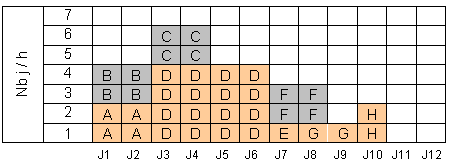 Nb j / h
7
6 C C
5 C C
4 B B D D D D
3 B B D D D D F F
2 A A D D D D F F H
1 A A D D D D E G G H
J1 J2 J3 J4 J5 J6 J7 J8 J9 J10 J11 J12